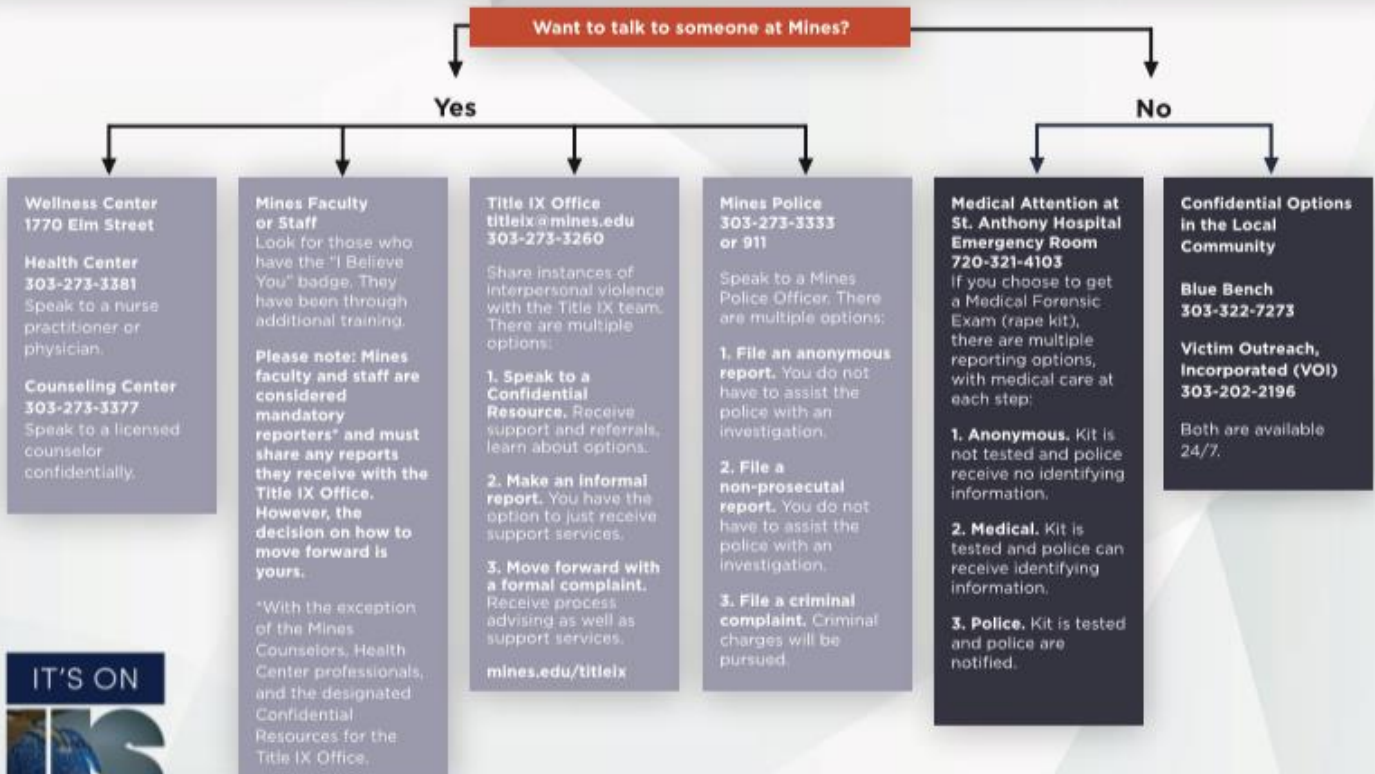 Want to talk to someone at Mines?
Yes
No
Wellness Center
1770 Elm Street
Health Center
303-273-3381
Speak to a nurse
practitioner or
physician.
Counseling Center
303-273-3377
Speak to a licensed
counselor
confidentially.
Mines Faculty
or Staff
Look for those who
have the "I Believe
You" badge. They
have been through
additional training.
Please note: Mines
faculty and staff are
considered
mandatory
reporters* and must
share any reports
they receive with the
Title IX Office.
However, the
decision on how to
move forward is
yours.
*With the exception
of the Mines
Counselors, Health
Center professionals,
and the designated
Confidential
Resources for the
Title IX Office.
Title IX Office
titleix@mines.edu
303-273-3260
Share instances of
interpersonal violence
with the Title IX team.
There are multiple
options:
1. Speak to a
Confidential
Resource. Receive
support and referrals,
learn about options.
2. Make an informal
report. You have the
option to just receive
support services.
3. Move forward with
a formal complaint.
Receive process
advising as well as
support services.
mines.edu/titleix
Mines Police
303-273-3333
or 911
Speak to a Mines
Police Officer. There
are multiple options:
1. File an anonymous
report. You do not
have to assist the
police with an
investigation.
2. File a
non-prosecutal
report. You do not
have to assist the
police with an
investigation.
3. File a criminal
complaint. Criminal
charges will be
pursued.
Medical Attention at
St. Anthony Hospital
Emergency Room
720-321-4103
If you choose to get
a Medical Forensic
Exam (rape kit),
there are multiple
reporting options,
with medical care at
each step:
1. Anonymous. Kit is
not tested and police
receive no identifying
information.
2. Medical. Kit is
tested and police can
receive identifying
information.
3. Police. Kit is tested
and police are
notified.
Confidential Options
in the Local
Community
Blue Bench
303-322-7273
Victim Outreach,
Incorporated (VOI)
303-202-2196
Both are available
24/7.
IT'S ON